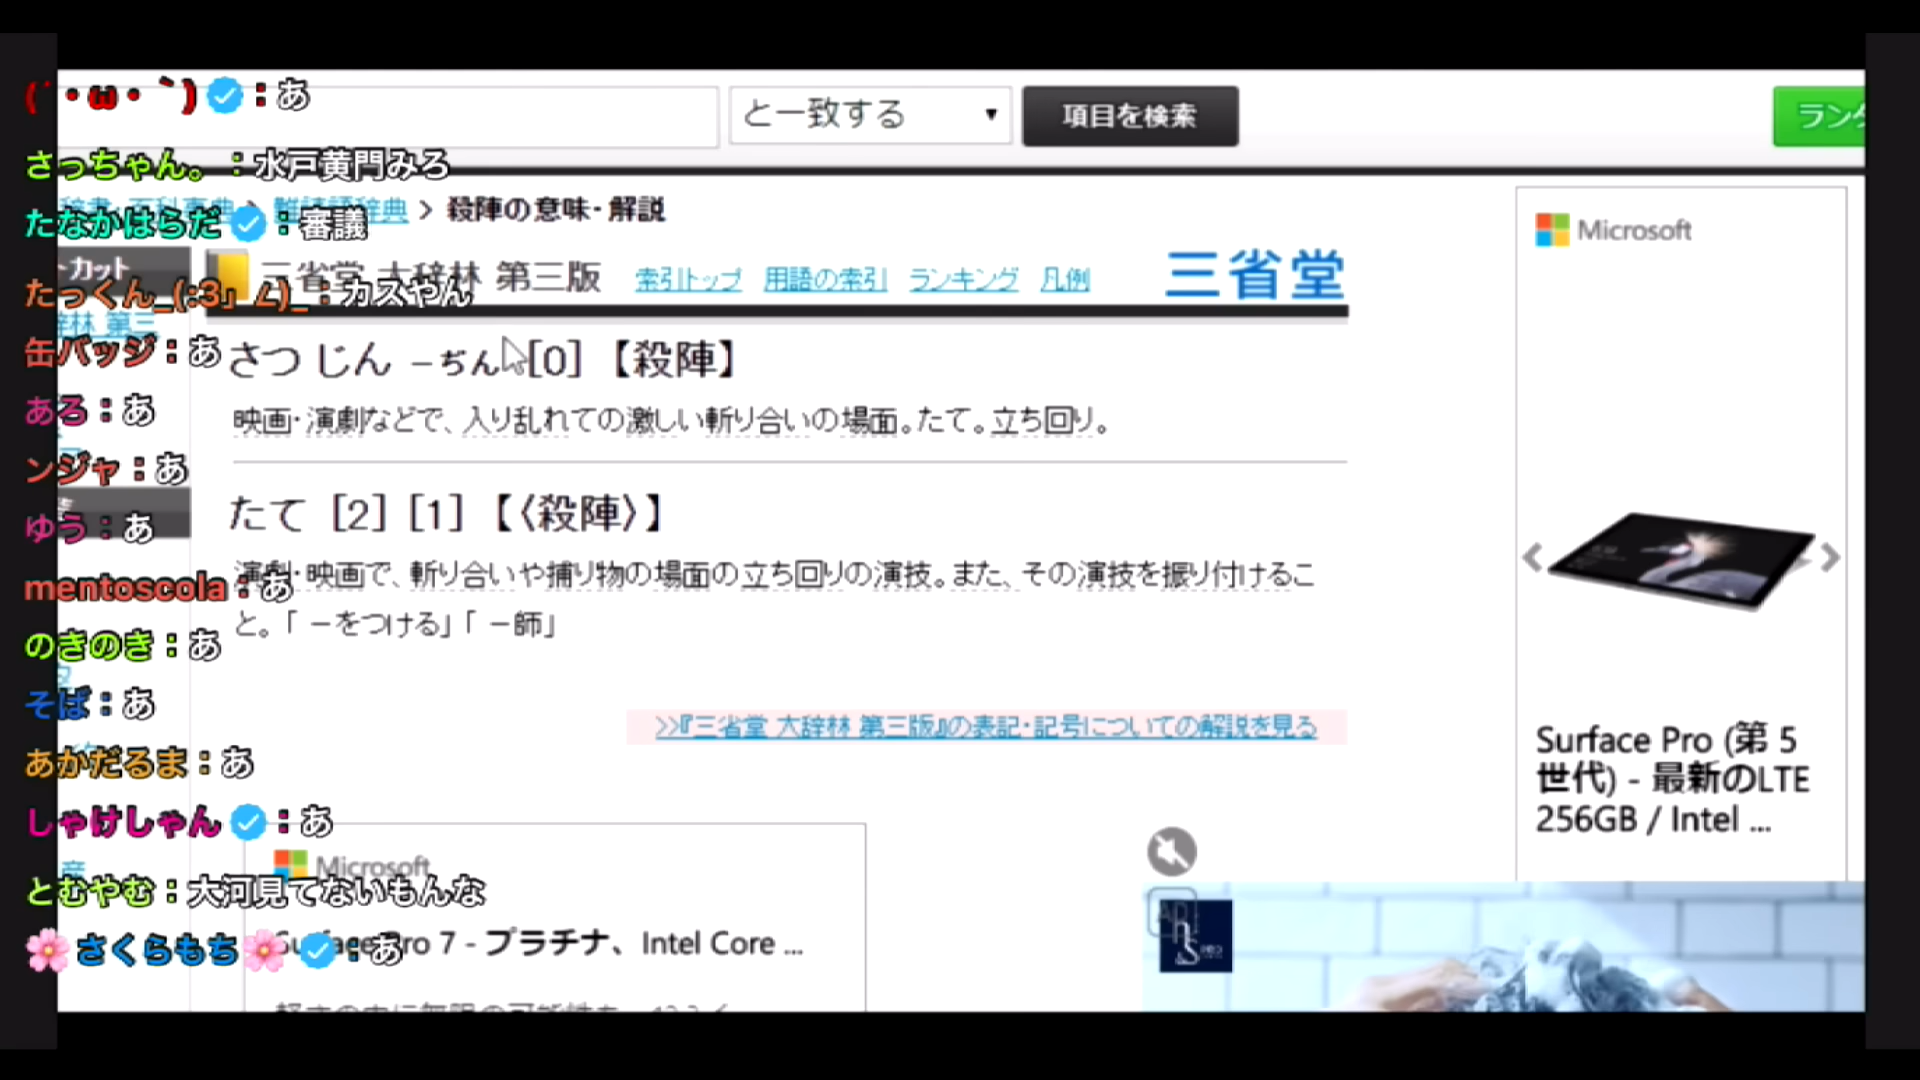 (´・ω・`)：あ
と一致する ▼
項目を検索
さっちゃん。：水戸黄門みろ
難読語辞典 > 殺陣の意味・解説
たなかはらだ：審議
Microsoft
三省堂 大辞林 第三版 索引トップ 用語の索引 ランキング 凡例 三省堂
たっくん_(:3」∠)_：カスやん
缶バッジ：あ
さつ じん －ぢん [0] 【殺陣】
あろ：あ
映画・演劇などで、入り乱れての激しい斬り合いの場面。たて。立ち回り。
ンジャ：あ
たて [2] [1] 【〈殺陣〉】
ゆう：あ
演劇・映画で、斬り合いや捕り物の場面の立ち回りの演技。また、その演技を振り付けるこ
と。「－をつける」「－師」
mentoscola：あ
のきのき：あ
そば：あ
>>『三省堂 大辞林 第三版』の表記・記号についての解説を見る
Surface Pro (第 5
世代) - 最新のLTE
256GB / Intel ...
あかだるま：あ
しゃけしゃん：あ
Microsoft
とむやむ：大河見てないもんな
🌸さくらもち🌸：あ
Surface Pro 7 - プラチナ、Intel Core ...